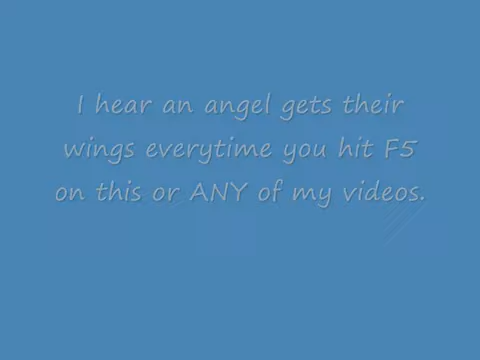 I hear an angel gets their
wings everytime you hit F5
on this or ANY of my videos.